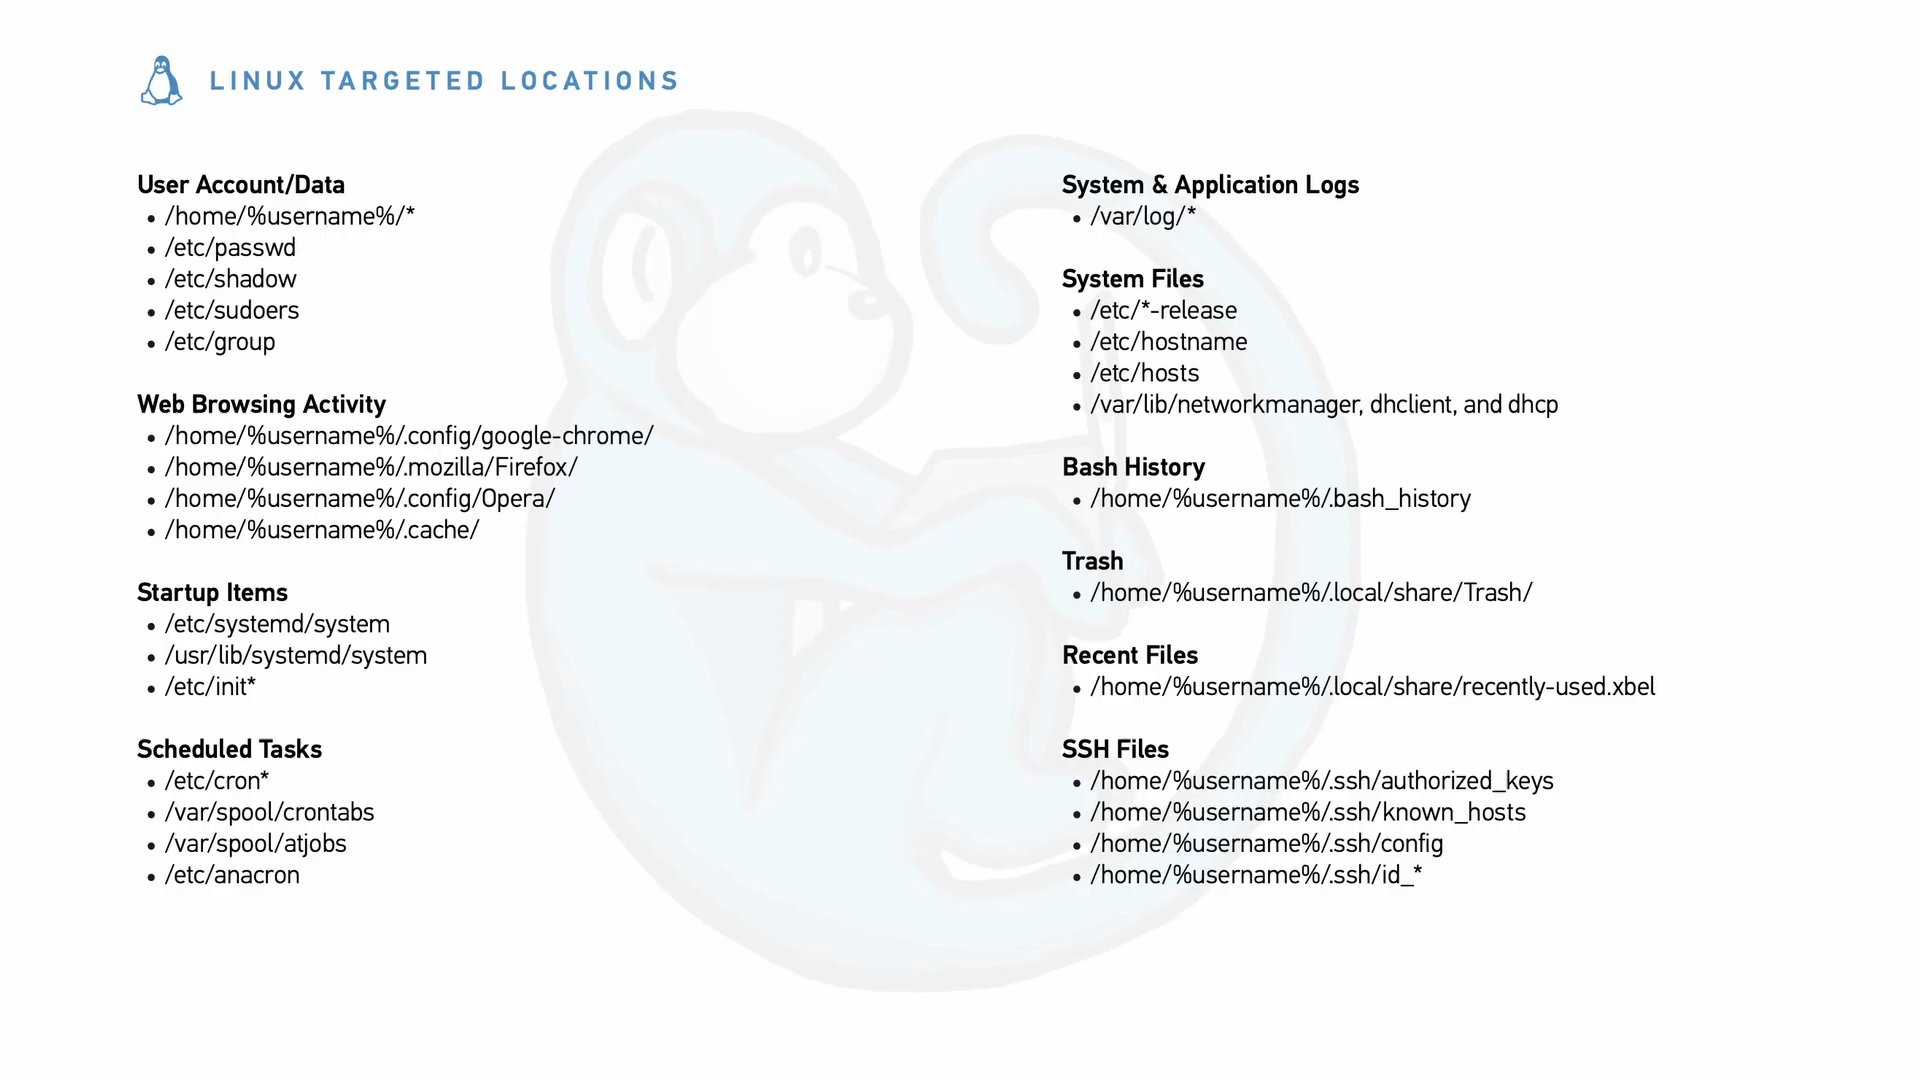 LINUX TARGETED LOCATIONS
User Account/Data
• /home/%username%/*
• /etc/passwd
• /etc/shadow
• /etc/sudoers
• /etc/group
Web Browsing Activity
• /home/%username%/.config/google-chrome/
• /home/%username%/.mozilla/Firefox/
• /home/%username%/.config/Opera/
• /home/%username%/.cache/
Startup Items
• /etc/systemd/system
• /usr/lib/systemd/system
• /etc/init*
Scheduled Tasks
• /etc/cron*
• /var/spool/crontabs
• /var/spool/atjobs
• /etc/anacron
System & Application Logs
• /var/log/*
System Files
• /etc/*-release
• /etc/hostname
• /etc/hosts
• /var/lib/networkmanager, dhclient, and dhcp
Bash History
• /home/%username%/.bash_history
Trash
• /home/%username%/.local/share/Trash/
Recent Files
• /home/%username%/.local/share/recently-used.xbel
SSH Files
• /home/%username%/.ssh/authorized_keys
• /home/%username%/.ssh/known_hosts
• /home/%username%/.ssh/config
• /home/%username%/.ssh/id_*